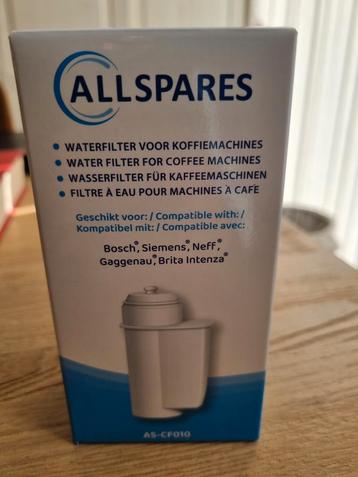 ALLSPARES
• WATERFILTER VOOR KOFFIEMACHINES
• WATER FILTER FOR COFFEE MACHINES
• WASSERFILTER FÜR KAFFEEMASCHINEN
• FILTRE À EAU POUR MACHINES À CAFE
Geschikt voor: / Compatible with: /
Kompatibel mit: / Compatible avec:
Bosch®, Siemens®, Neff®,
Gaggenau®, Brita Intenza®
AS-CF010